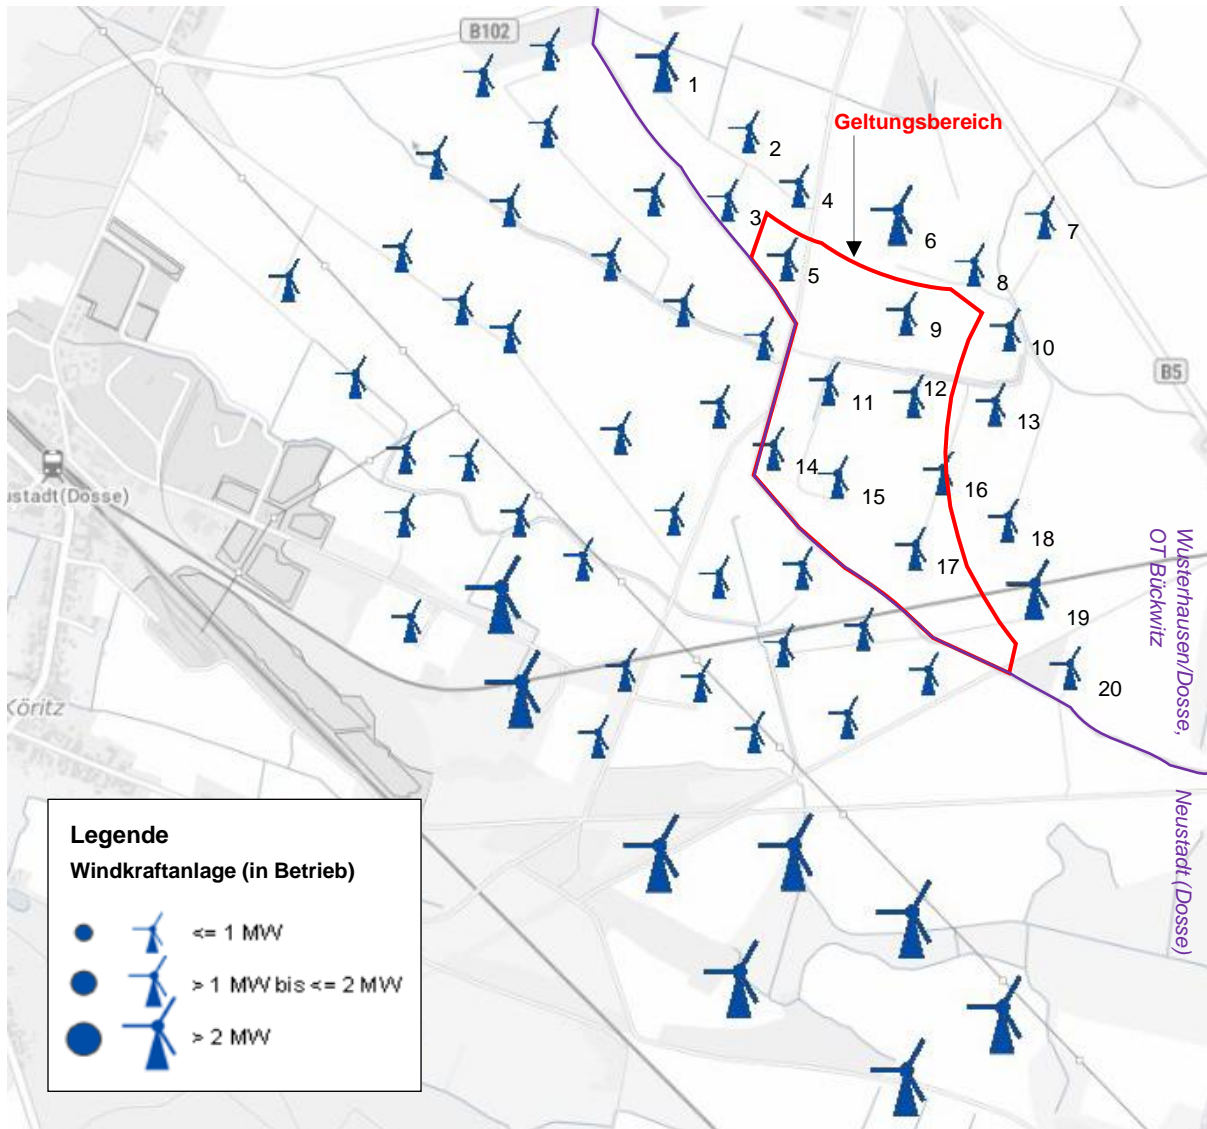 B102
1
2
Geltungsbereich
4
3
6
7
5
8
9
10
B5
12
11
13
14
15
16
ustadt(Dosse)
18
17
Wusterhausen/Dosse,
OT Bückwitz
19
20
Köritz
Neustadt (Dosse)
Legende
Windkraftanlage (in Betrieb)
<= 1 MW
> 1 MW bis <= 2 MW
> 2 MW